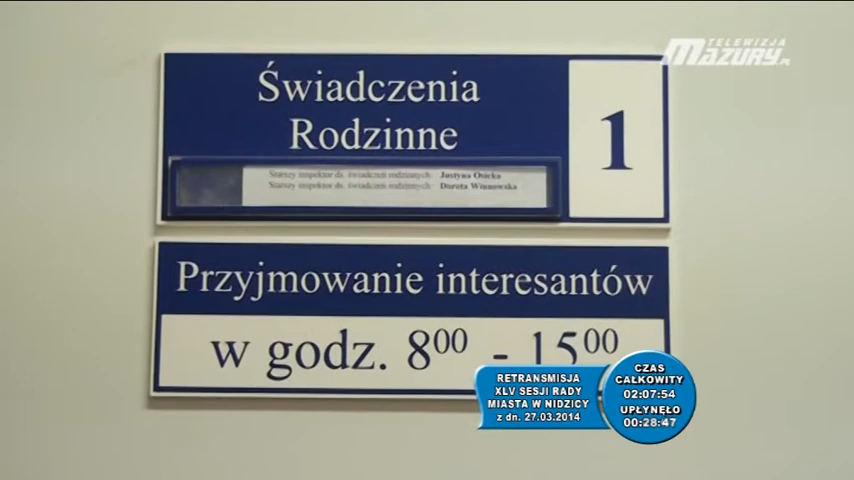 TELEWIZJA
MAZURY.PL
Świadczenia
Rodzinne
1
Starszy inspektor ds. świadczeń rodzinnych: Justyna Osicka
Starszy inspektor ds. świadczeń rodzinnych: Dorota Winnowska
Przyjmowanie interesantów
w godz. 8⁰⁰ - 15⁰⁰
RETRANSMISJA
XLV SESJI RADY
MIASTA W NIDZICY
z dn. 27.03.2014
CZAS
CAŁKOWITY
02:07:54
UPŁYNĘŁO
00:28:47